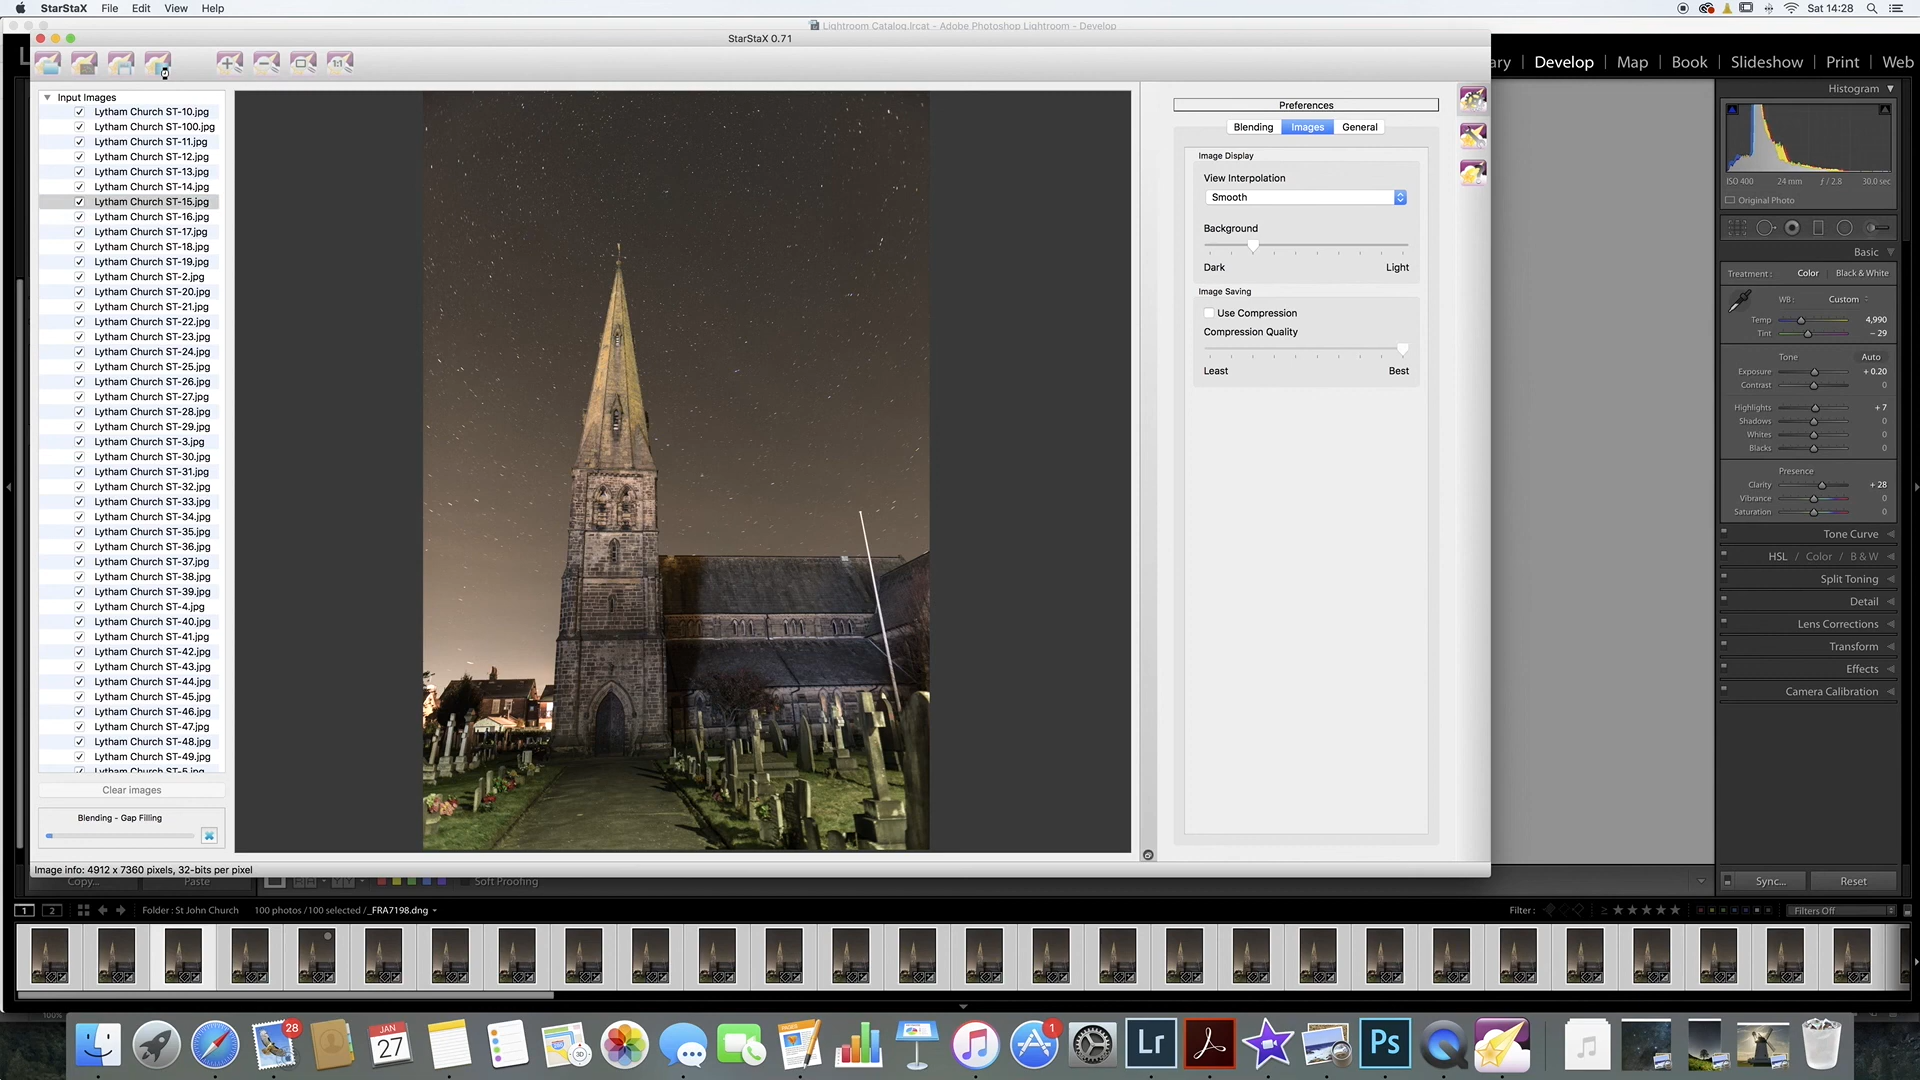 StarStaX File Edit View Help
Sat 14:28
Lightroom Catalog.lrcat - Adobe Photoshop Lightroom - Develop
StarStaX 0.71
Develop | Map | Book | Slideshow | Print | Web
Input Images
Lytham Church ST-10.jpg
Lytham Church ST-100.jpg
Lytham Church ST-11.jpg
Lytham Church ST-12.jpg
Lytham Church ST-13.jpg
Lytham Church ST-14.jpg
Lytham Church ST-15.jpg
Lytham Church ST-16.jpg
Lytham Church ST-17.jpg
Lytham Church ST-18.jpg
Lytham Church ST-19.jpg
Lytham Church ST-2.jpg
Lytham Church ST-20.jpg
Lytham Church ST-21.jpg
Lytham Church ST-22.jpg
Lytham Church ST-23.jpg
Lytham Church ST-24.jpg
Lytham Church ST-25.jpg
Lytham Church ST-26.jpg
Lytham Church ST-27.jpg
Lytham Church ST-28.jpg
Lytham Church ST-29.jpg
Lytham Church ST-3.jpg
Lytham Church ST-30.jpg
Lytham Church ST-31.jpg
Lytham Church ST-32.jpg
Lytham Church ST-33.jpg
Lytham Church ST-34.jpg
Lytham Church ST-35.jpg
Lytham Church ST-36.jpg
Lytham Church ST-37.jpg
Lytham Church ST-38.jpg
Lytham Church ST-39.jpg
Lytham Church ST-4.jpg
Lytham Church ST-40.jpg
Lytham Church ST-41.jpg
Lytham Church ST-42.jpg
Lytham Church ST-43.jpg
Lytham Church ST-44.jpg
Lytham Church ST-45.jpg
Lytham Church ST-46.jpg
Lytham Church ST-47.jpg
Lytham Church ST-48.jpg
Lytham Church ST-49.jpg
Lytham Church ST-5.jpg
Clear images
Blending - Gap Filling
Image info: 4912 x 7360 pixels, 32-bits per pixel
Preferences
Blending Images General
Image Display
View Interpolation
Smooth
Background
Dark Light
Image Saving
Use Compression
Compression Quality
Least Best
Histogram
ISO 400 24 mm f / 2.8 30.0 sec
Original Photo
Basic
Treatment : Color Black & White
WB : Custom
Temp 4,990
Tint - 29
Tone Auto
Exposure + 0.20
Contrast 0
Highlights + 7
Shadows 0
Whites 0
Blacks 0
Presence
Clarity + 28
Vibrance 0
Saturation 0
Tone Curve
HSL / Color / B & W
Split Toning
Detail
Lens Corrections
Transform
Effects
Camera Calibration
Copy... Paste
Soft Proofing
Sync... Reset
1 2
Folder : St John Church 100 photos / 100 selected / _FRA7198.dng
Filter : Filters Off
100%
28
JAN
27
3D
PAGES
1
Lr
Ps